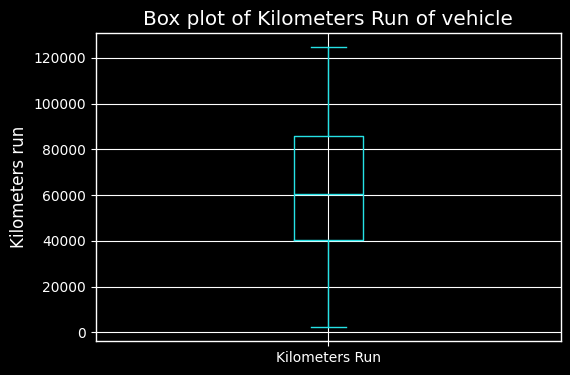 Box plot of Kilometers Run of vehicle
Kilometers run
120000
100000
80000
60000
40000
20000
0
Kilometers Run